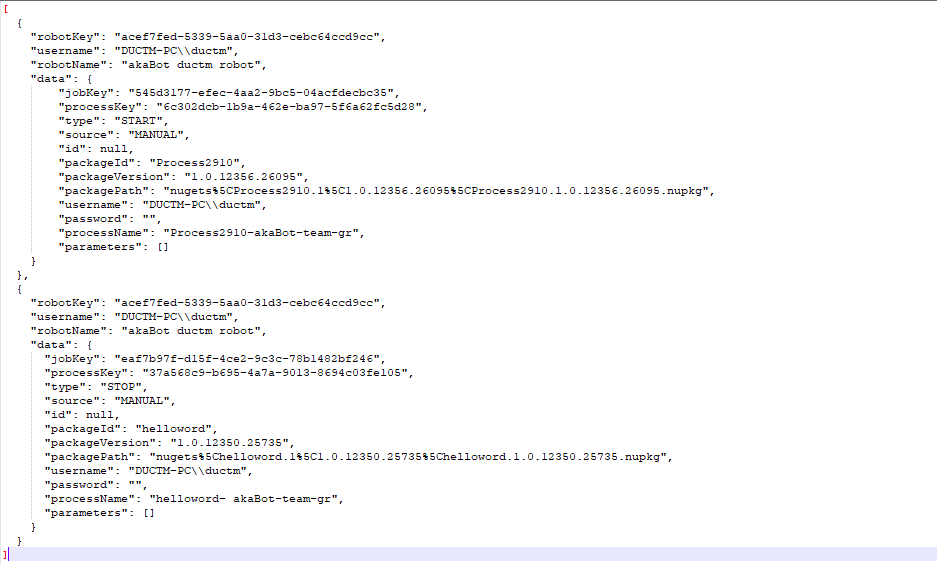 [
  {
    "robotKey": "acef7fed-5339-5aa0-31d3-cebc64ccd9cc",
    "username": "DUCTM-PC\\ductm",
    "robotName": "akaBot ductm robot",
    "data": {
        "jobKey": "545d3177-efec-4aa2-9bc5-04acfdecbc35",
        "processKey": "6c302dcb-1b9a-462e-ba97-5f6a62fc5d28",
        "type": "START",
        "source": "MANUAL",
        "id": null,
        "packageId": "Process2910",
        "packageVersion": "1.0.12356.26095",
        "packagePath": "nugets%5CProcess2910.1%5C1.0.12356.26095%5CProcess2910.1.0.12356.26095.nupkg",
        "username": "DUCTM-PC\\ductm",
        "password": "",
        "processName": "Process2910-akaBot-team-gr",
        "parameters": []
    }
  },
  {
    "robotKey": "acef7fed-5339-5aa0-31d3-cebc64ccd9cc",
    "username": "DUCTM-PC\\ductm",
    "robotName": "akaBot ductm robot",
    "data": {
      "jobKey": "eaf7b97f-d15f-4ce2-9c3c-78b1482bf246",
      "processKey": "37a568c9-b695-4a7a-9013-8694c03fe105",
      "type": "STOP",
      "source": "MANUAL",
      "id": null,
      "packageId": "helloword",
      "packageVersion": "1.0.12350.25735",
      "packagePath": "nugets%5Chelloword.1%5C1.0.12350.25735%5Chelloword.1.0.12350.25735.nupkg",
      "username": "DUCTM-PC\\ductm",
      "password": "",
      "processName": "helloword- akaBot-team-gr",
      "parameters": []
    }
  }
]